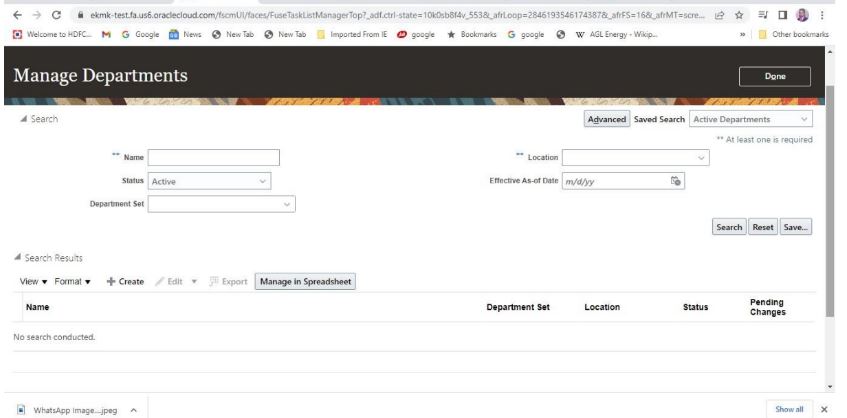 ekmk-test.fa.us6.oraclecloud.com/fscmUI/faces/FuseTaskListManagerTop?_adf.ctrl-state=10k0sb8f4v_553&_afrLoop=2846193546174387&_afrFS=16&_afrMT=scre...
Welcome to HDFC... Google News New Tab New Tab Imported From IE google Bookmarks google AGL Energy - Wikip... » Other bookmarks
Manage Departments Done
Search Advanced Saved Search Active Departments
** At least one is required
** Name ** Location
Status Active Effective As-of Date m/d/yy
Department Set
Search Reset Save...
Search Results
View Format Create Edit Export Manage in Spreadsheet
Name Department Set Location Status Pending Changes
No search conducted.
WhatsApp Image....jpeg Show all